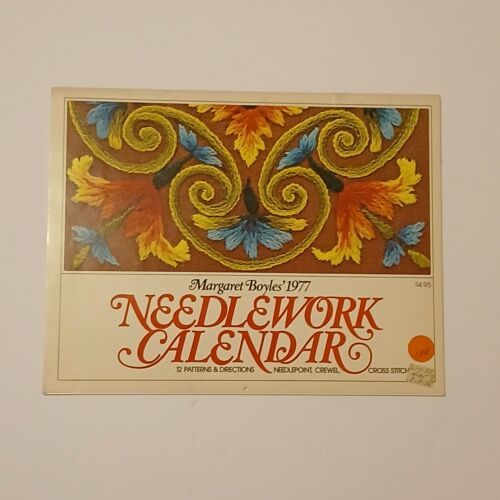 Margaret Boyles' 1977
$4.95
NEEDLEWORK
CALENDAR
12 PATTERNS & DIRECTIONS NEEDLEPOINT, CREWEL, CROSS STITCH